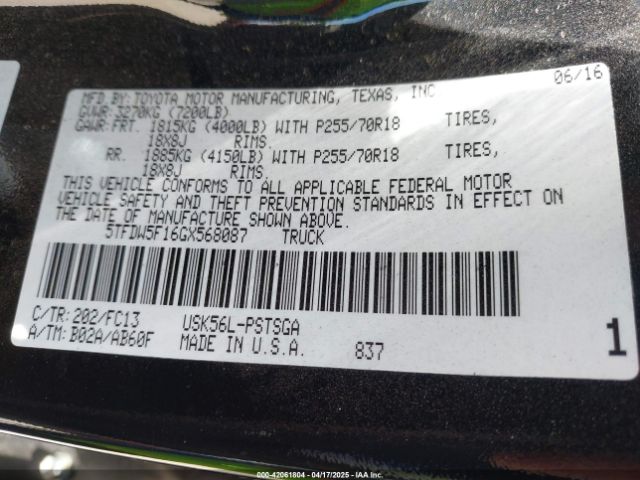 MFD.BY:TOYOTA MOTOR MANUFACTURING, TEXAS, INC 06/16
GVWR:3270KG (7200LB)
GAWR:FRT. 1815KG (4000LB) WITH P255/70R18 TIRES,
18X8J RIMS.
RR. 1885KG (4150LB) WITH P255/70R18 TIRES,
18X8J RIMS.
THIS VEHICLE CONFORMS TO ALL APPLICABLE FEDERAL MOTOR
VEHICLE SAFETY AND THEFT PREVENTION STANDARDS IN EFFECT ON
THE DATE OF MANUFACTURE SHOWN ABOVE.
5TFDW5F16GX568087 TRUCK
C/TR:202/FC13 USK56L-PSTSGA
A/TM:B02A/AB60F MADE IN U.S.A. 837 1
000-42061804 - 04/17/2025 - IAAI.COM